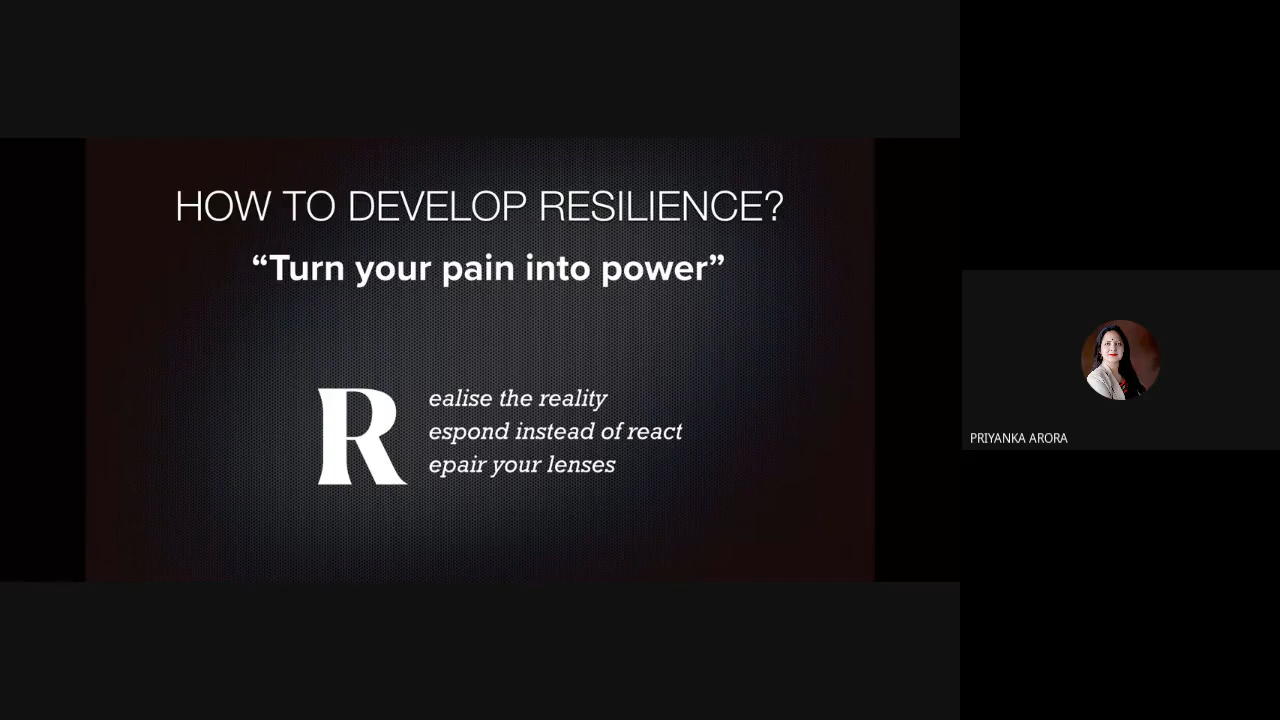 HOW TO DEVELOP RESILIENCE?
“Turn your pain into power”
R
ealise the reality
espond instead of react
epair your lenses
PRIYANKA ARORA